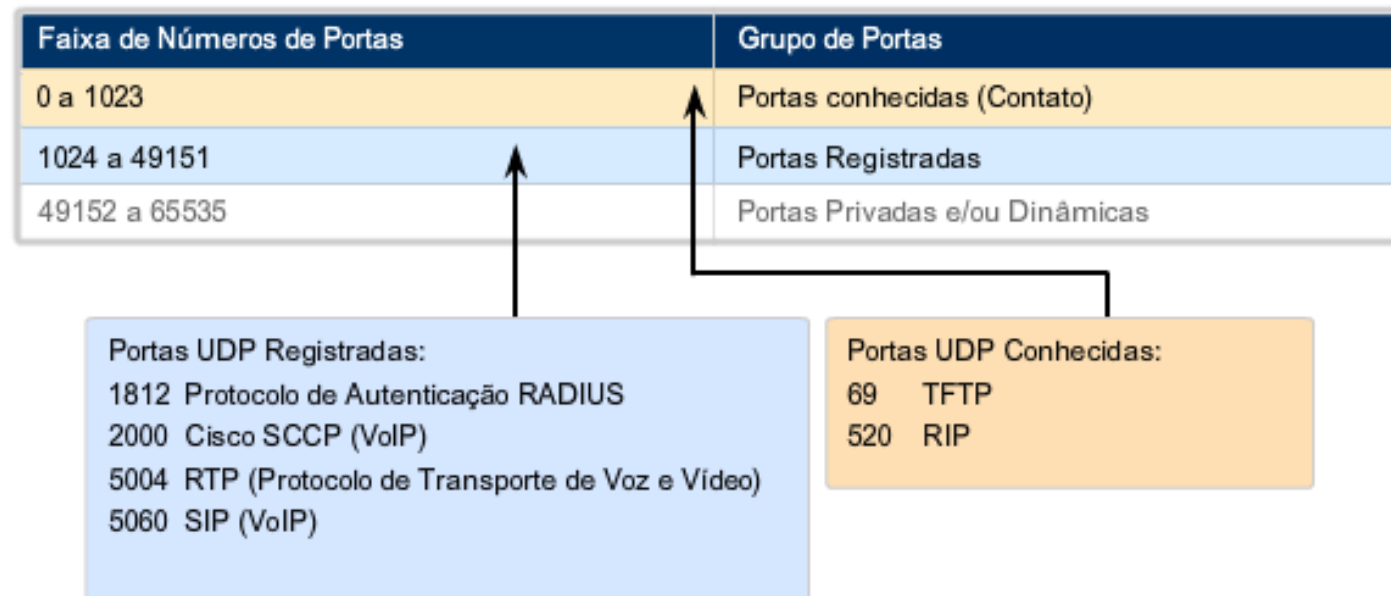 Faixa de Números de Portas Grupo de Portas
0 a 1023 Portas conhecidas (Contato)
1024 a 49151 Portas Registradas
49152 a 65535 Portas Privadas e/ou Dinâmicas
Portas UDP Registradas:
1812 Protocolo de Autenticação RADIUS
2000 Cisco SCCP (VoIP)
5004 RTP (Protocolo de Transporte de Voz e Vídeo)
5060 SIP (VoIP)
Portas UDP Conhecidas:
69 TFTP
520 RIP